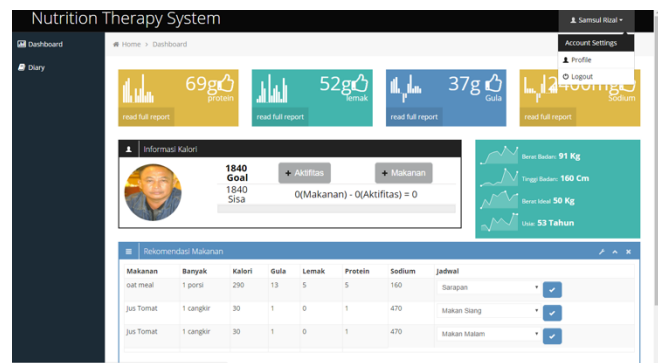 Nutrition Therapy System
Samsul Rizal
Dashboard
Diary
Home > Dashboard
Account Settings
Profile
Logout
69g
protein
read full report
52g
lemak
read full report
37g
Gula
read full report
2400mg
Sodium
read full report
Informasi Kalori
1840
Goal
+ Aktifitas
+ Makanan
1840
Sisa
0(Makanan) - 0(Aktifitas) = 0
Berat Badan: 91 Kg
Tinggi Badan: 160 Cm
Berat Ideal 50 Kg
Usia: 53 Tahun
Rekomendasi Makanan
Makanan Banyak Kalori Gula Lemak Protein Sodium Jadwal
oat meal 1 porsi 290 13 5 5 160 Sarapan
Jus Tomat 1 cangkir 30 1 0 1 470 Makan Siang
Jus Tomat 1 cangkir 30 1 0 1 470 Makan Malam